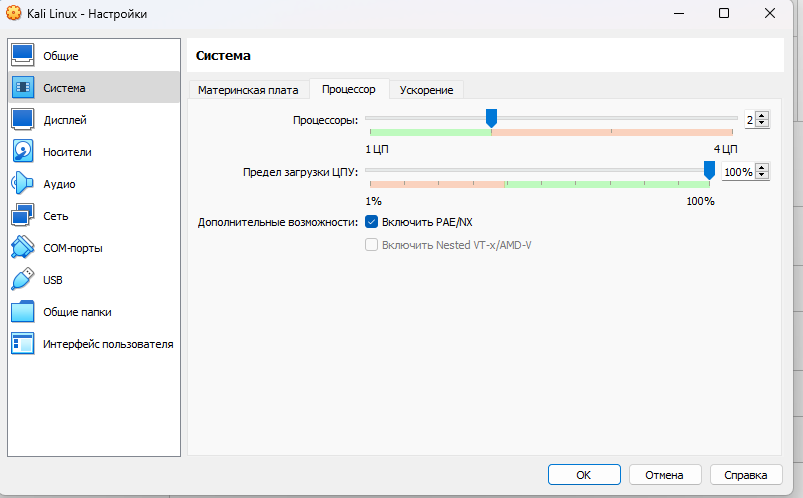 Kali Linux - Настройки
Общие
Система
Дисплей
Носители
Аудио
Сеть
COM-порты
USB
Общие папки
Интерфейс пользователя
Система
Материнская плата Процессор Ускорение
Процессоры: 2
1 ЦП 4 ЦП
Предел загрузки ЦПУ: 100%
1% 100%
Дополнительные возможности: Включить PAE/NX
Включить Nested VT-x/AMD-V
OK Отмена Справка